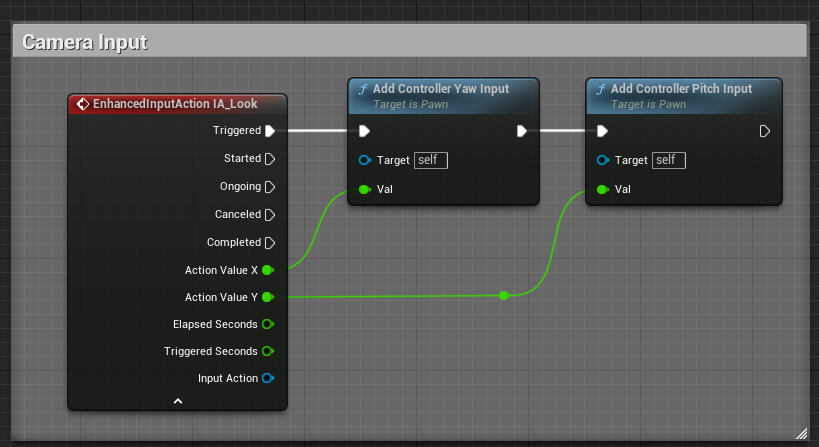 Camera Input
EnhancedInputAction IA_Look
Triggered
Started
Ongoing
Canceled
Completed
Action Value X
Action Value Y
Elapsed Seconds
Triggered Seconds
Input Action
f Add Controller Yaw Input
Target is Pawn
Target self
Val
f Add Controller Pitch Input
Target is Pawn
Target self
Val